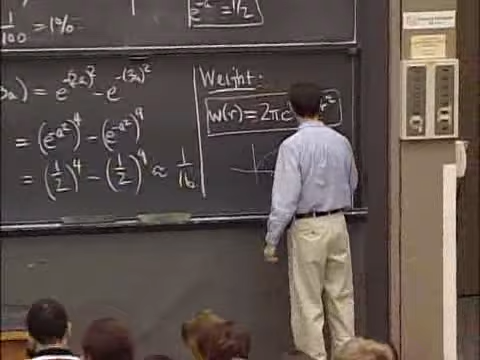 1/100 = 1%
e^{-a²} = 1/2
3a) = e^{-(2a)²} - e^{-(3a)²}
= (e^{-a²})⁴ - (e^{-a²})⁹
= (1/2)⁴ - (1/2)⁹ ≈ 1/16
Weight:
w(r) = 2πc